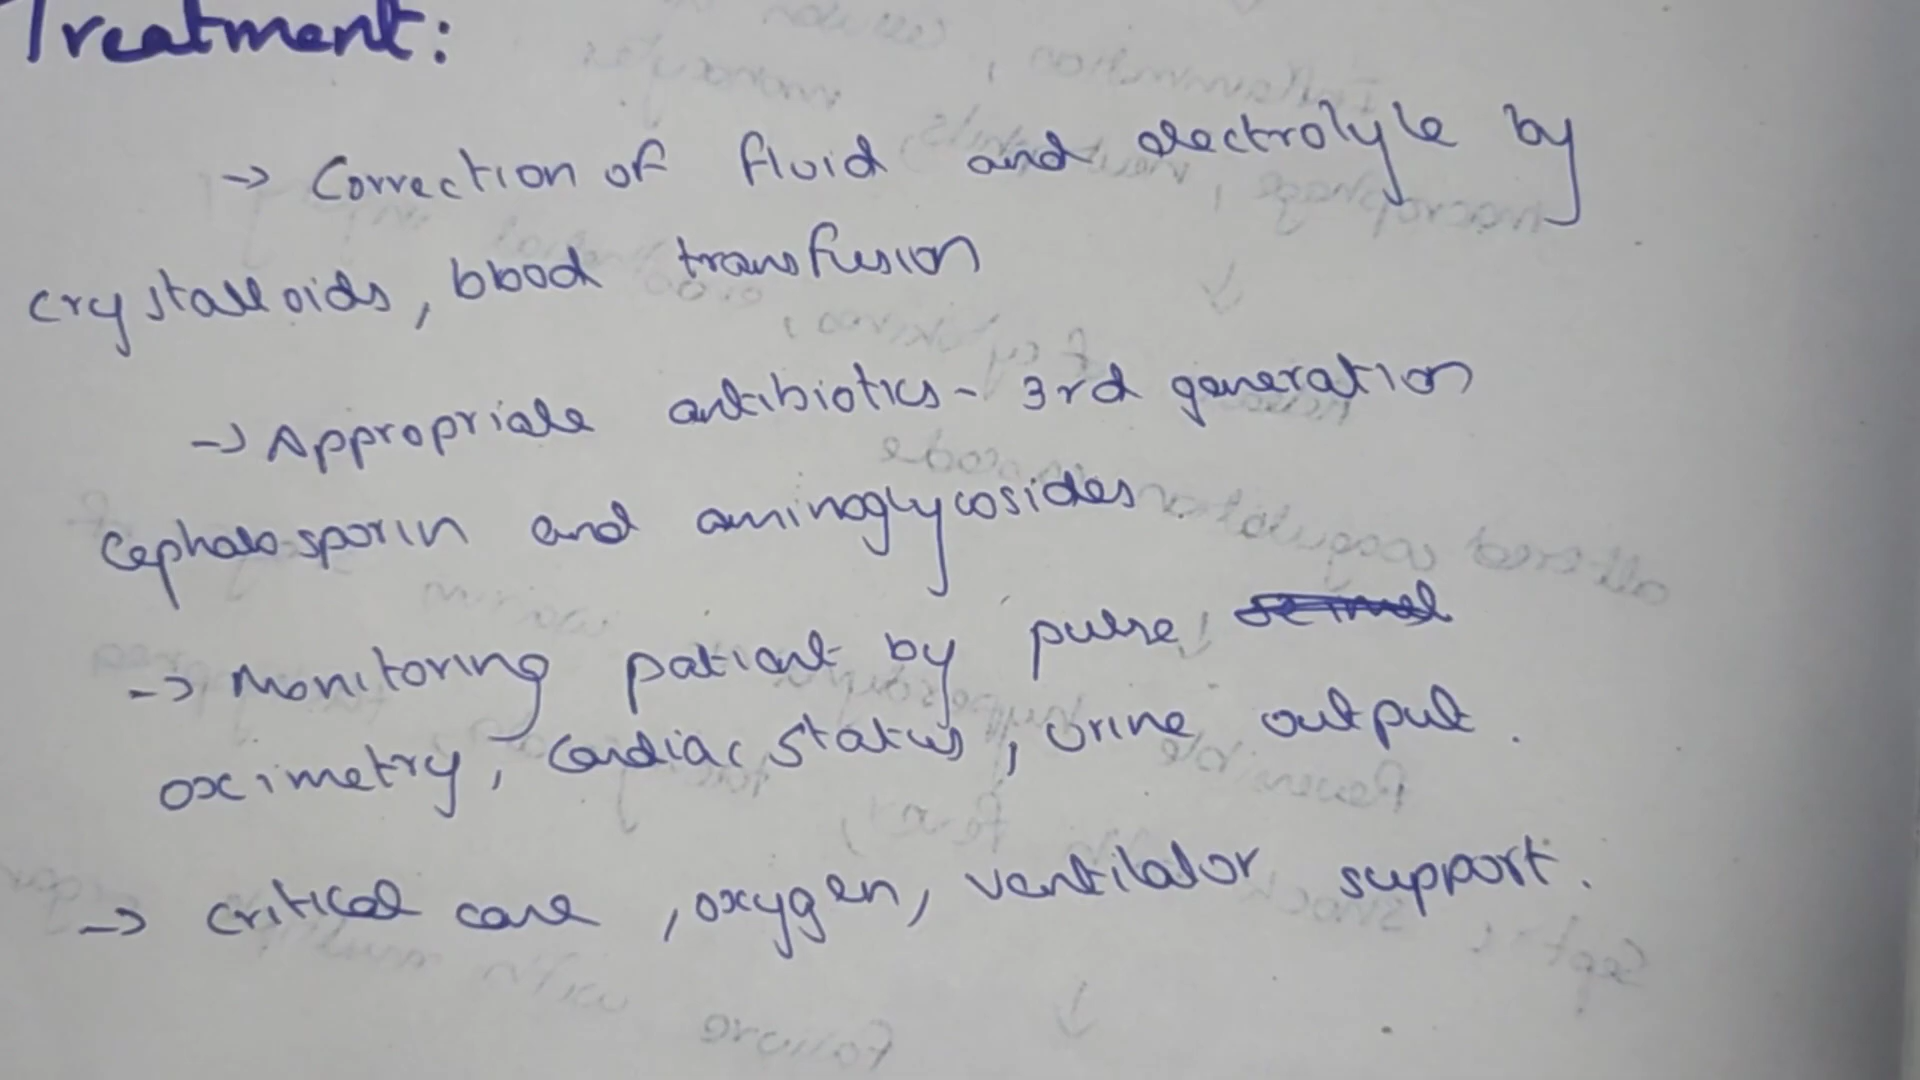 Treatment:
→ Correction of fluid and electrolyte by
crystalloids, blood transfusion
→ Appropriate antibiotics - 3rd generation
cephalosporin and aminoglycosides
→ Monitoring patient by pulse,
oximetry, cardiac status, urine output.
→ critical care, oxygen, ventilator support.